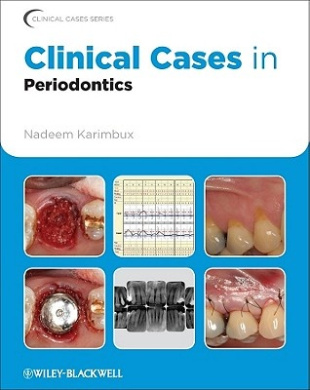 CLINICAL CASES SERIES
Clinical Cases in
Periodontics
Nadeem Karimbux
WILEY-BLACKWELL